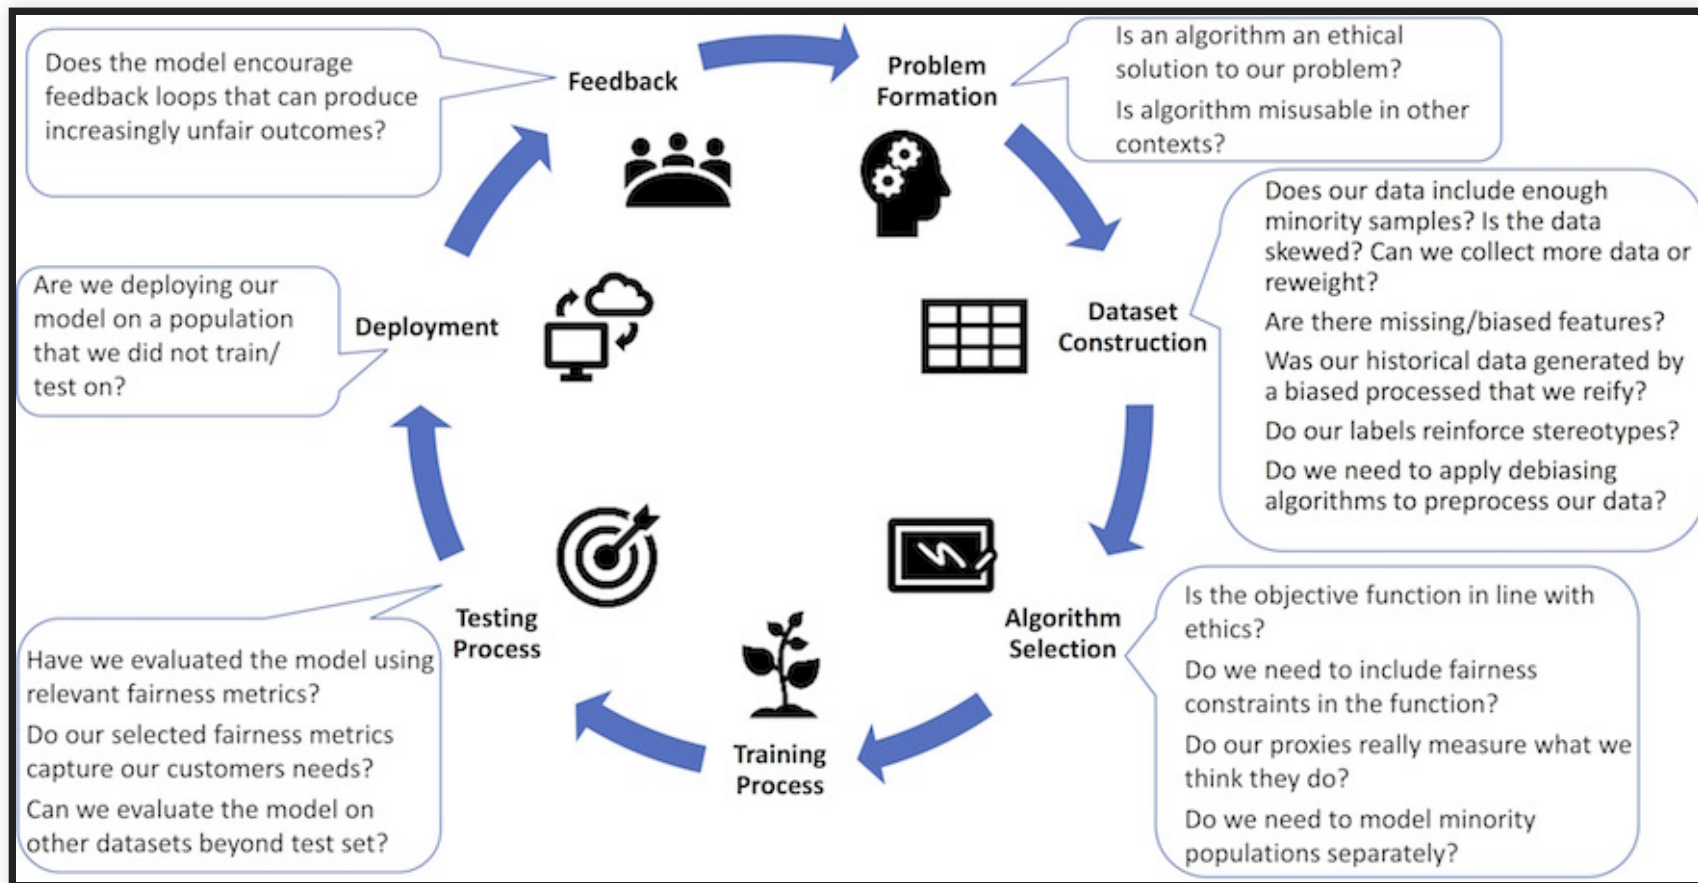 Feedback
Does the model encourage
feedback loops that can produce
increasingly unfair outcomes?
Problem
Formation
Is an algorithm an ethical
solution to our problem?
Is algorithm misusable in other
contexts?
Dataset
Construction
Does our data include enough
minority samples? Is the data
skewed? Can we collect more data or
reweight?
Are there missing/biased features?
Was our historical data generated by
a biased processed that we reify?
Do our labels reinforce stereotypes?
Do we need to apply debiasing
algorithms to preprocess our data?
Algorithm
Selection
Is the objective function in line with
ethics?
Do we need to include fairness
constraints in the function?
Do our proxies really measure what we
think they do?
Do we need to model minority
populations separately?
Training
Process
Testing
Process
Have we evaluated the model using
relevant fairness metrics?
Do our selected fairness metrics
capture our customers needs?
Can we evaluate the model on
other datasets beyond test set?
Deployment
Are we deploying our
model on a population
that we did not train/
test on?